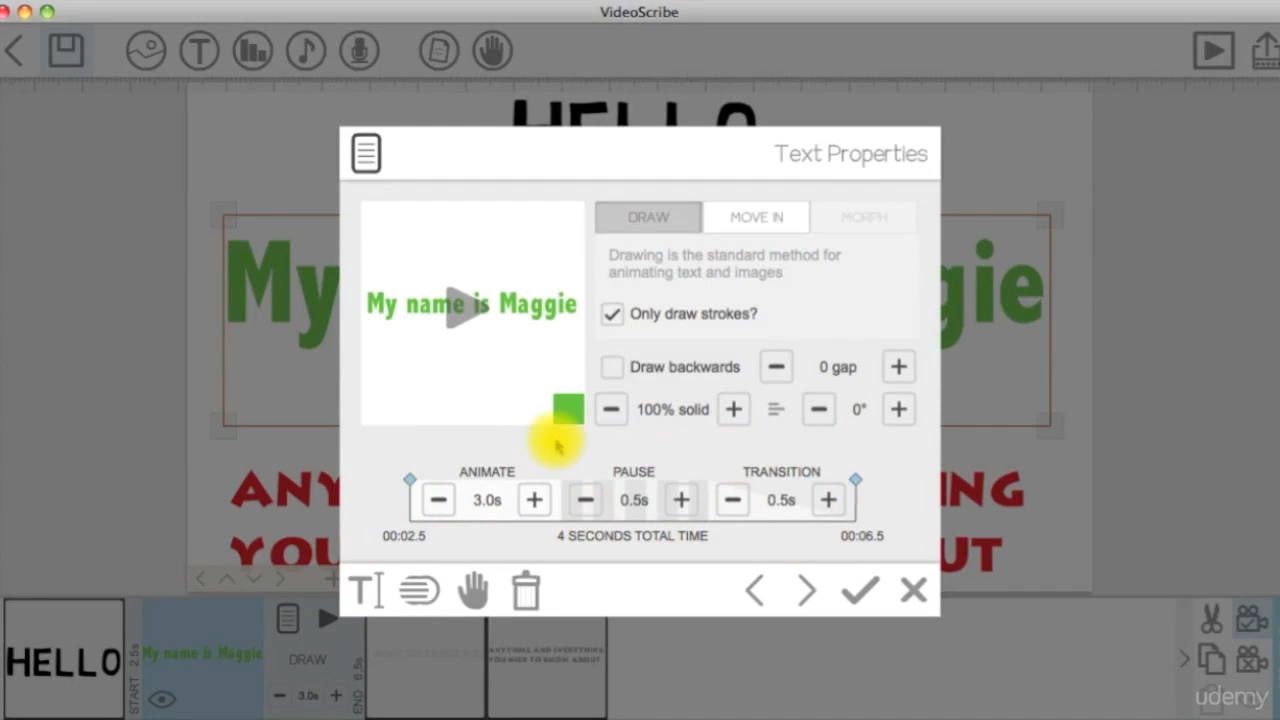 VideoScribe
HELLO
Text Properties
DRAW
MOVE IN
MORPH
Drawing is the standard method for
animating text and images
Only draw strokes?
My name is Maggie
Draw backwards
0 gap
100% solid
0°
My
gie
ANIMATE
PAUSE
TRANSITION
3.0s
0.5s
0.5s
00:02.5
4 SECONDS TOTAL TIME
00:06.5
ANY
ING
YOU
UT
T
HELLO
START 2.5s
My name is Maggie
DRAW
3.0s
END 6.5s
ANYTHING AND EVERYTHING
YOU WISH TO KNOW ABOUT
udemy